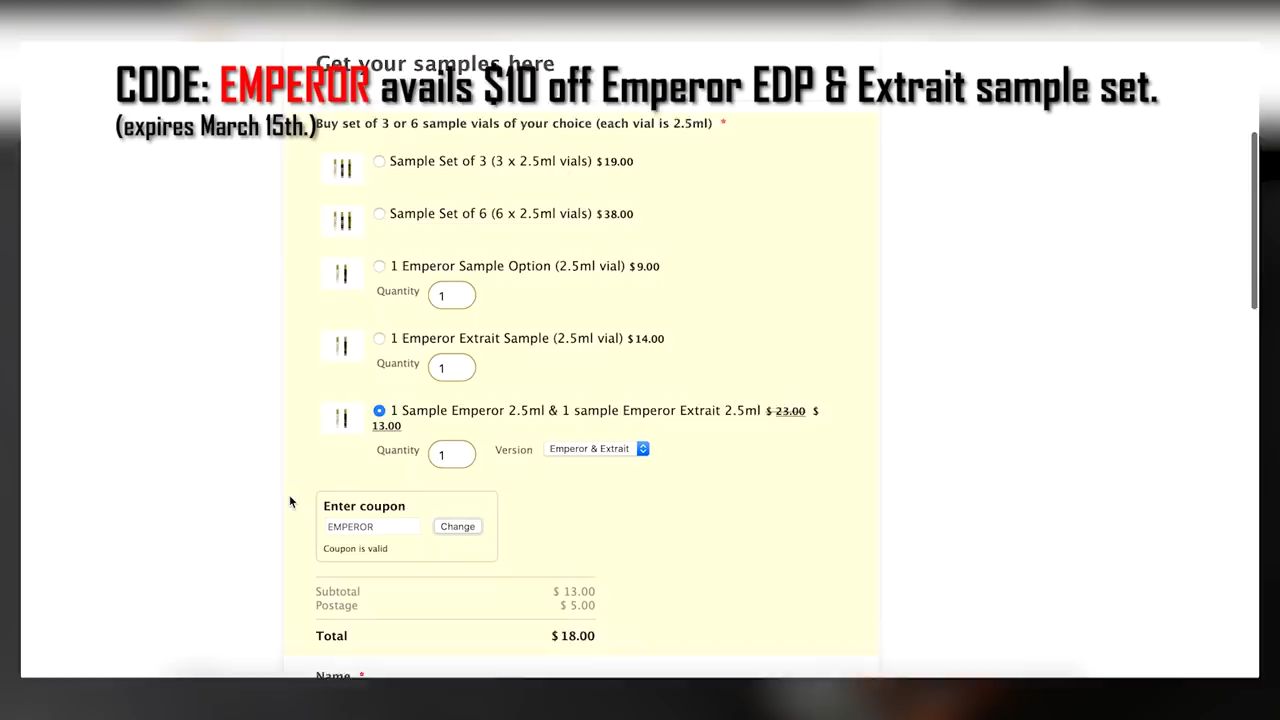 Get your samples here
CODE: EMPEROR avails $10 off Emperor EDP & Extrait sample set.
(expires March 15th.)
Buy set of 3 or 6 sample vials of your choice (each vial is 2.5ml) *
Sample Set of 3 (3 x 2.5ml vials) $19.00
Sample Set of 6 (6 x 2.5ml vials) $38.00
1 Emperor Sample Option (2.5ml vial) $9.00
Quantity 1
1 Emperor Extrait Sample (2.5ml vial) $14.00
Quantity 1
1 Sample Emperor 2.5ml & 1 sample Emperor Extrait 2.5ml $ 23.00 $
13.00
Quantity 1 Version Emperor & Extrait
Enter coupon
EMPEROR Change
Coupon is valid
Subtotal $ 13.00
Postage $ 5.00
Total $ 18.00
Name *